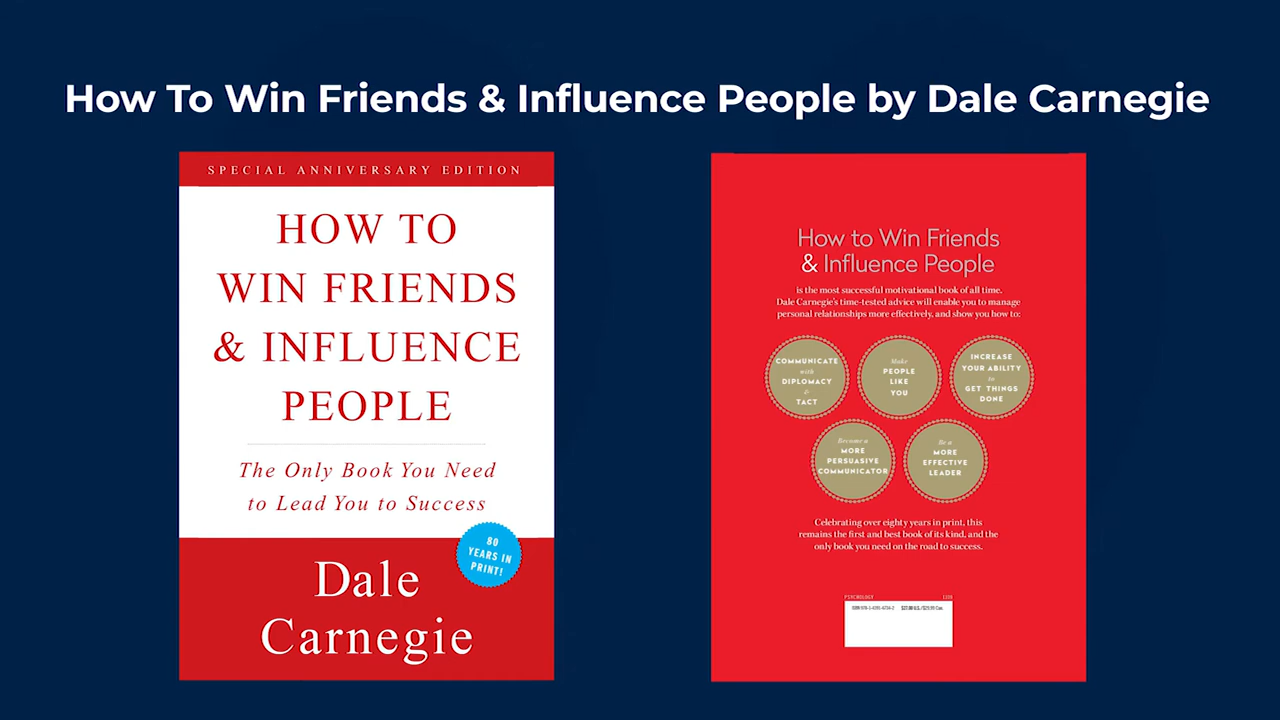 How To Win Friends & Influence People by Dale Carnegie
SPECIAL ANNIVERSARY EDITION
HOW TO
WIN FRIENDS
& INFLUENCE
PEOPLE
The Only Book You Need
to Lead You to Success
80
YEARS IN
PRINT!
Dale
Carnegie
How to Win Friends
& Influence People
is the most successful motivational book of all time.
Dale Carnegie's time-tested advice will enable you to manage
personal relationships more effectively, and show you how to:
COMMUNICATE
with
DIPLOMACY
&
TACT
Make
PEOPLE
LIKE
YOU
INCREASE
YOUR ABILITY
to
GET THINGS
DONE
Become a
MORE
PERSUASIVE
COMMUNICATOR
Be a
MORE
EFFECTIVE
LEADER
Celebrating over eighty years in print, this
remains the first and best book of its kind, and the
only book you need on the road to success.
PSYCHOLOGY